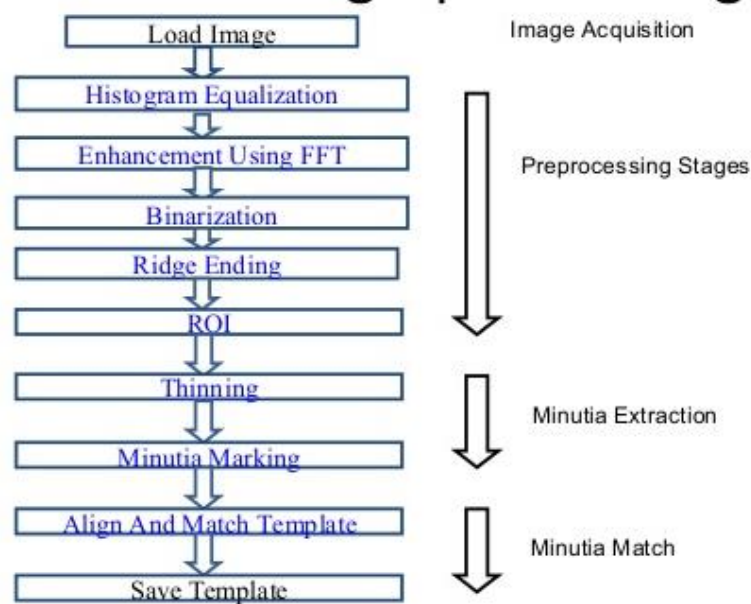 Load Image
Image Acquisition
Histogram Equalization
Enhancement Using FFT
Preprocessing Stages
Binarization
Ridge Ending
ROI
Thinning
Minutia Extraction
Minutia Marking
Align And Match Template
Minutia Match
Save Template